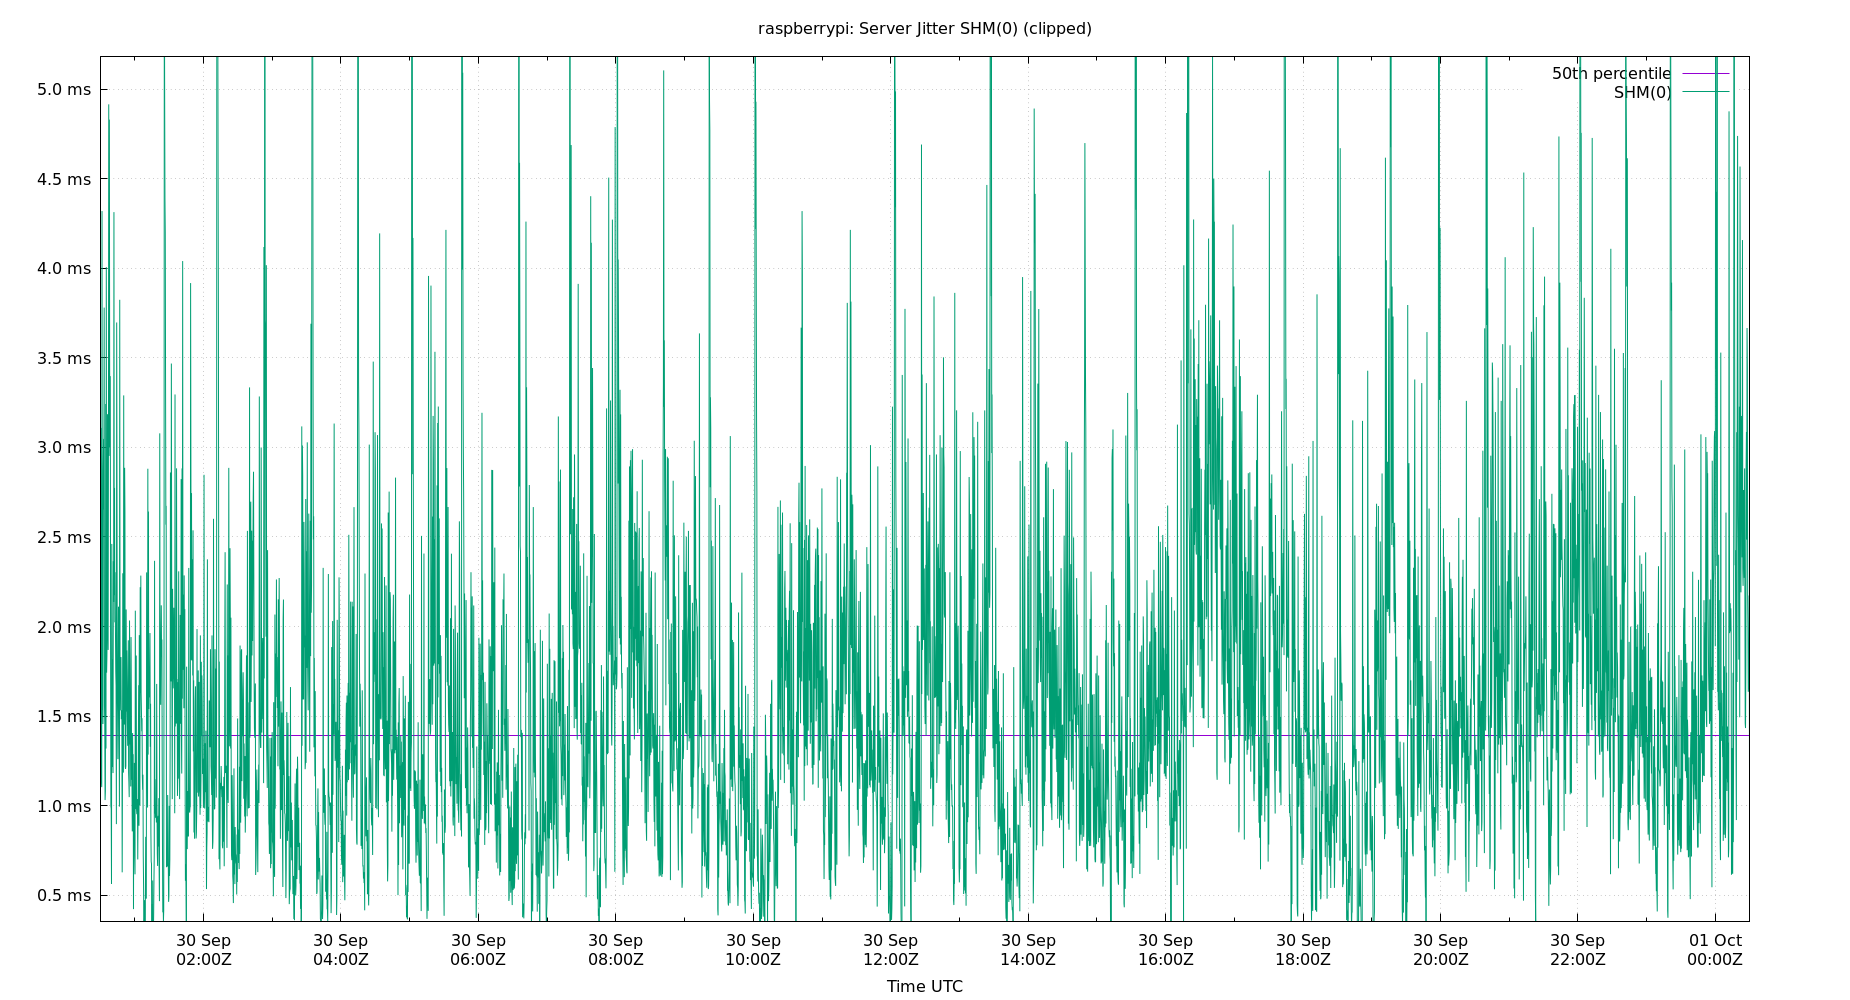 raspberrypi: Server Jitter SHM(0) (clipped)
50th percentile
SHM(0)
5.0 ms
4.5 ms
4.0 ms
3.5 ms
3.0 ms
2.5 ms
2.0 ms
1.5 ms
1.0 ms
0.5 ms
30 Sep 30 Sep 30 Sep 30 Sep 30 Sep 30 Sep 30 Sep 30 Sep 30 Sep 30 Sep 30 Sep 01 Oct
02:00Z 04:00Z 06:00Z 08:00Z 10:00Z 12:00Z 14:00Z 16:00Z 18:00Z 20:00Z 22:00Z 00:00Z
Time UTC